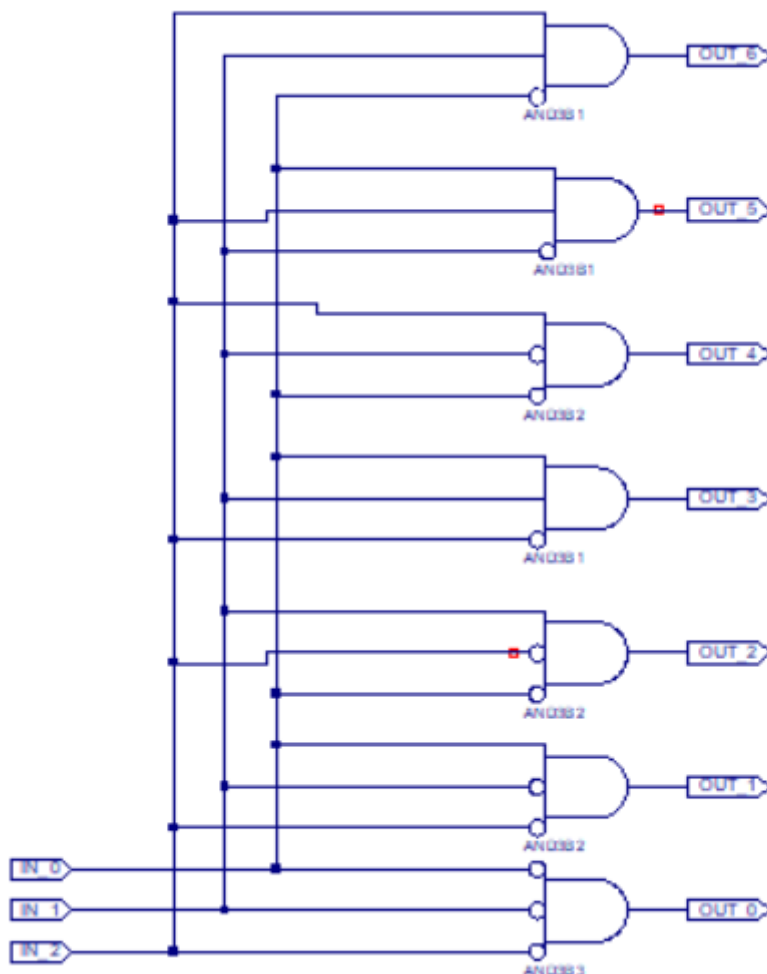 OUT_6
AND3B1
OUT_5
AND3B1
OUT_4
AND3B2
OUT_3
AND3B1
OUT_2
AND3B2
OUT_1
AND3B2
IN_0
IN_1
OUT_0
IN_2
AND3B3